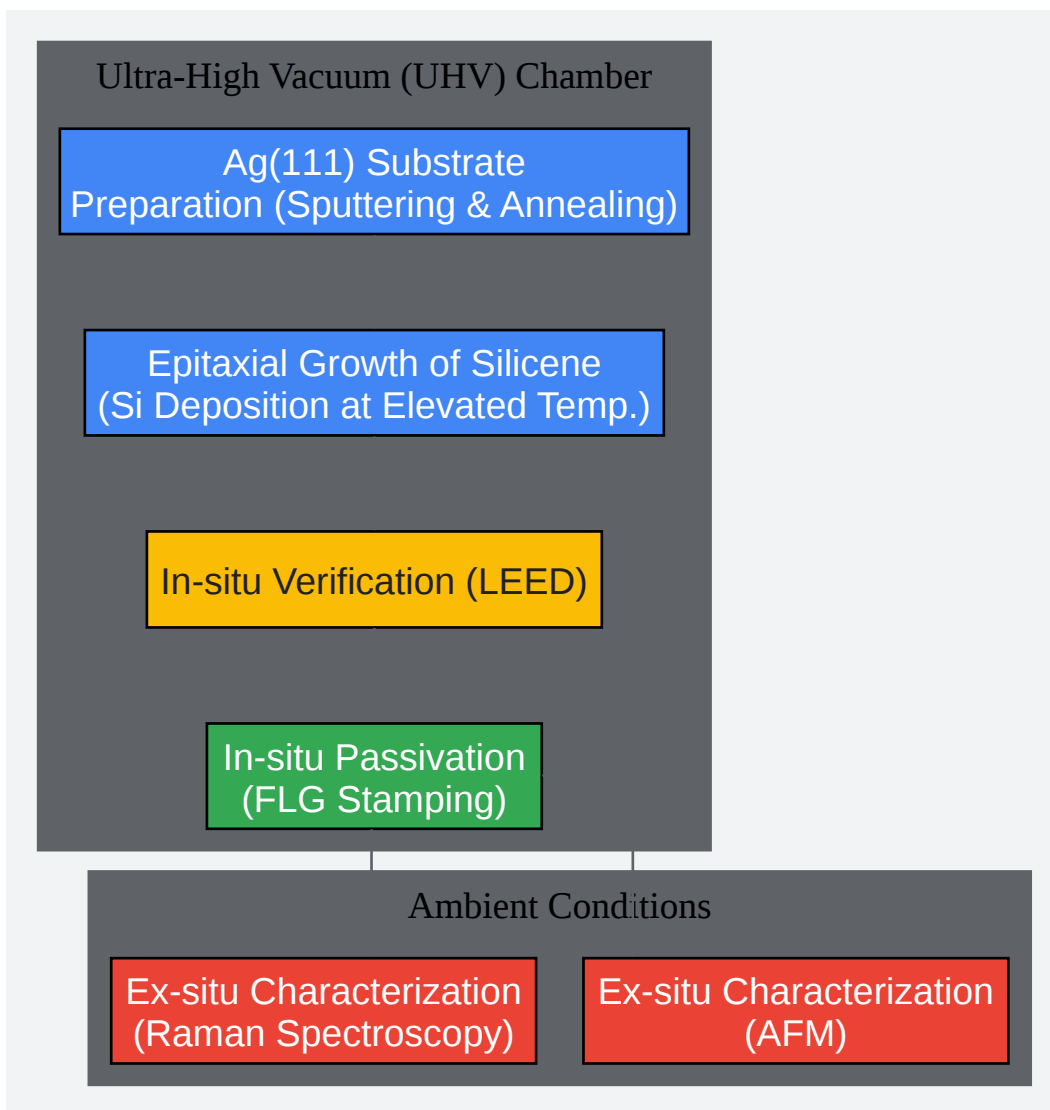 Ultra-High Vacuum (UHV) Chamber
Ag(111) Substrate
Preparation (Sputtering & Annealing)
Epitaxial Growth of Silicene
(Si Deposition at Elevated Temp.)
In-situ Verification (LEED)
In-situ Passivation
(FLG Stamping)
Ambient Conditions
Ex-situ Characterization
(Raman Spectroscopy)
Ex-situ Characterization
(AFM)